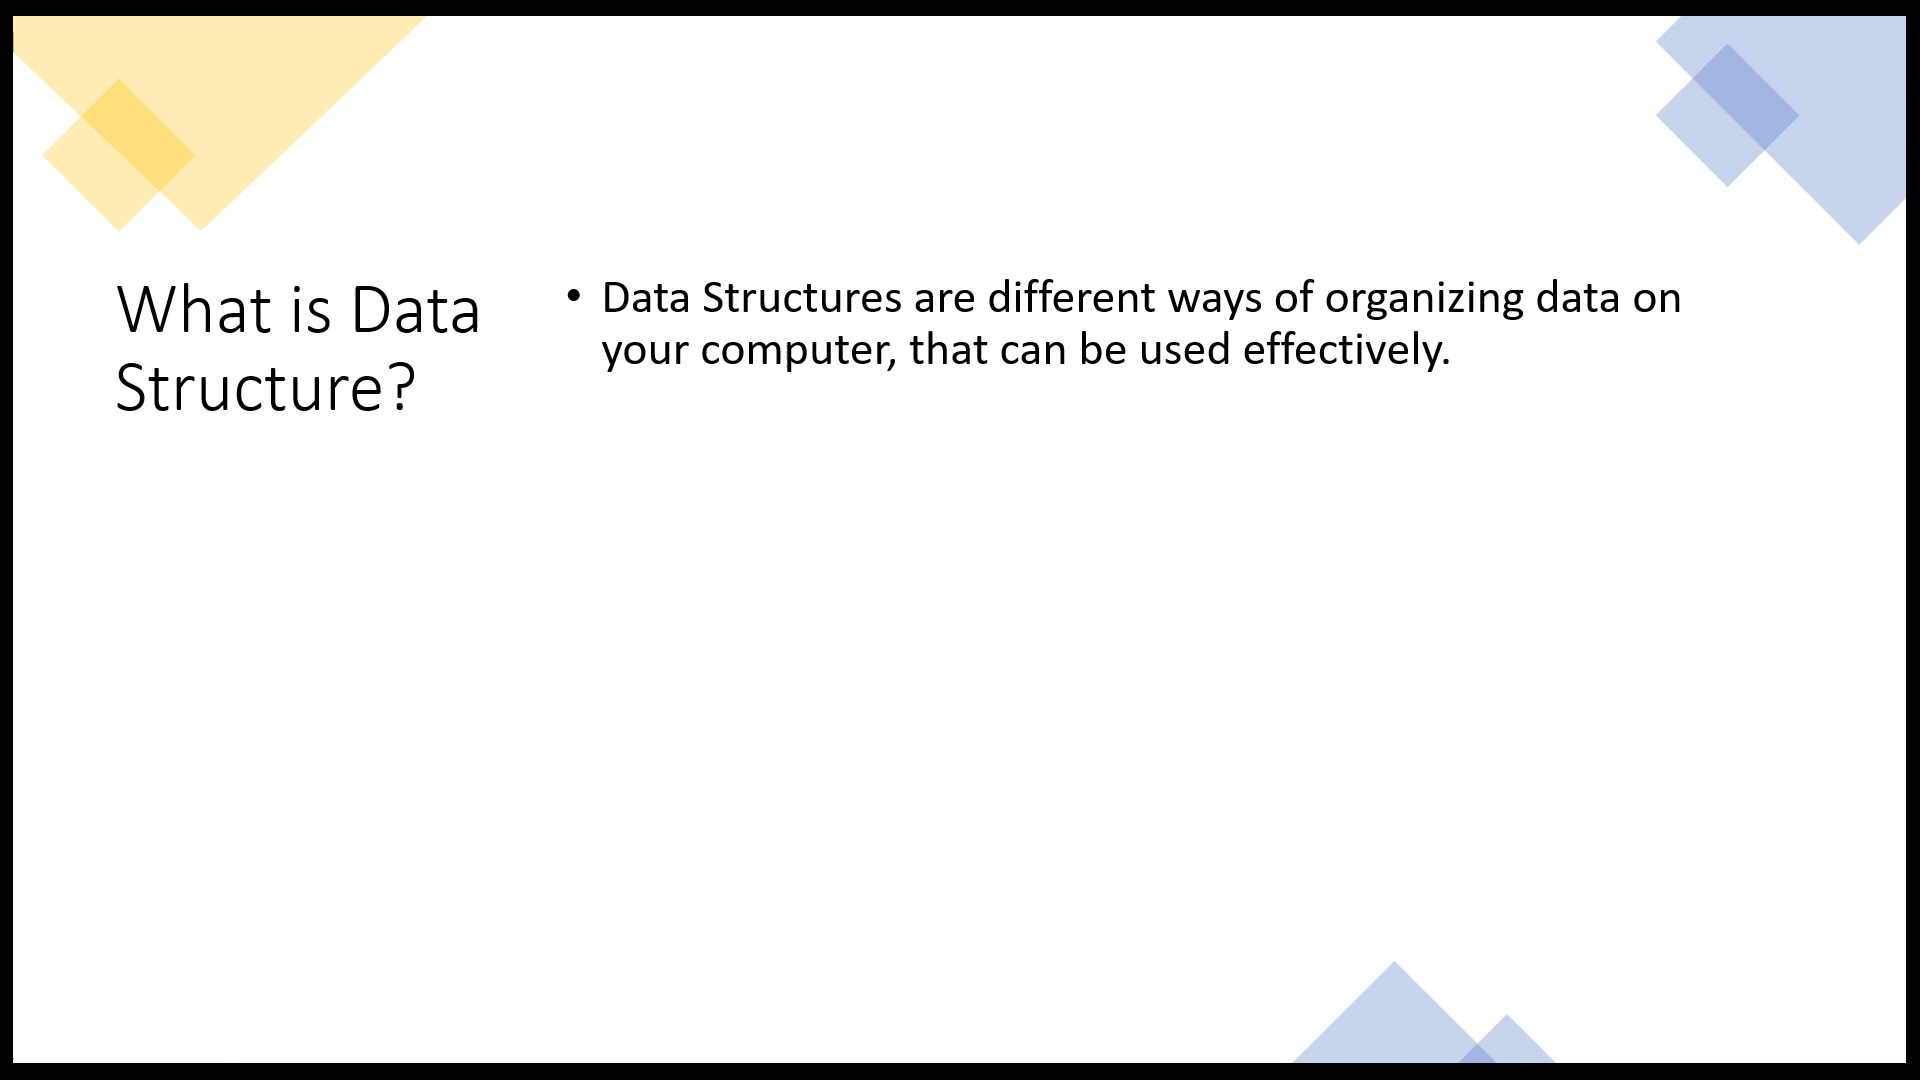 What is Data
Structure?
• Data Structures are different ways of organizing data on
your computer, that can be used effectively.